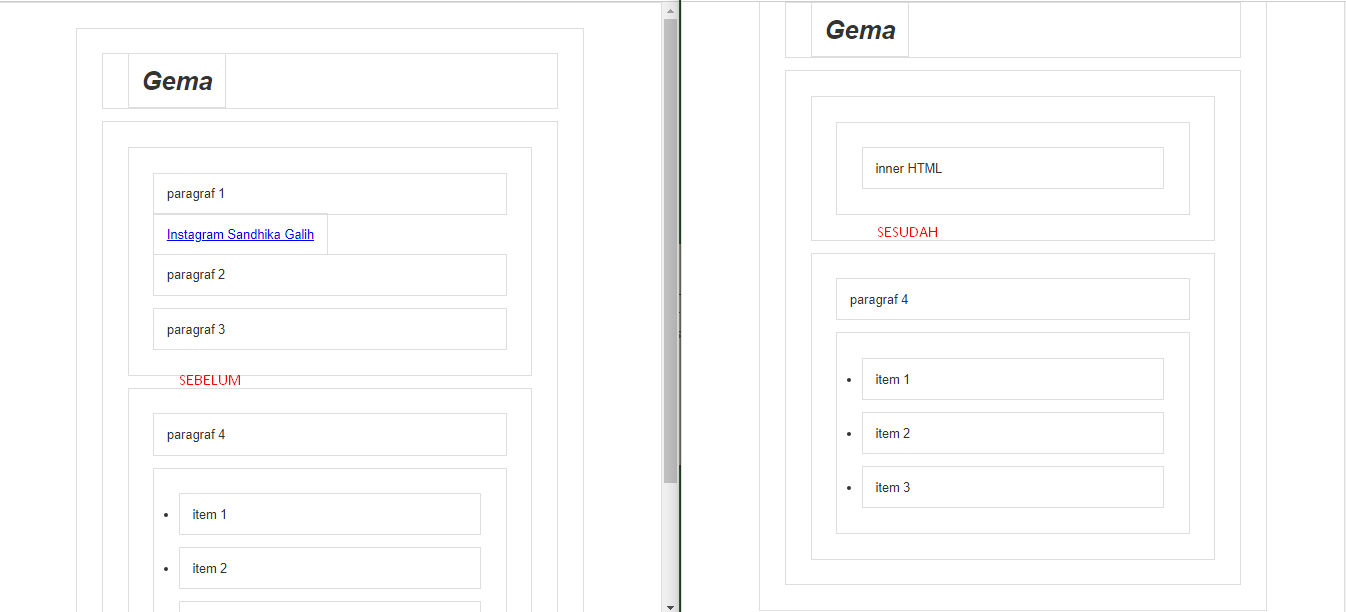 Gema
paragraf 1
Instagram Sandhika Galih
paragraf 2
paragraf 3
SEBELUM
paragraf 4
item 1
item 2
Gema
inner HTML
SESUDAH
paragraf 4
item 1
item 2
item 3